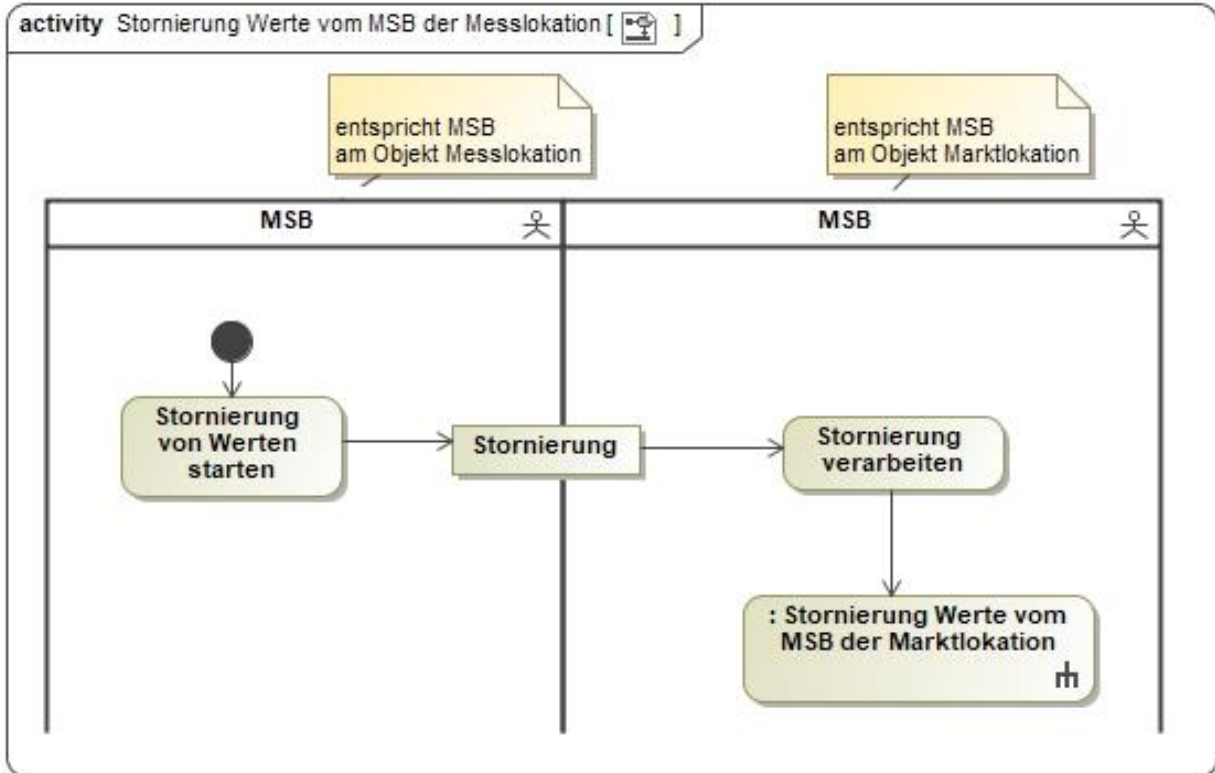 activity Stornierung Werte vom MSB der Messlokation [ ]
entspricht MSB
am Objekt Messlokation
entspricht MSB
am Objekt Marktlokation
MSB
MSB
Stornierung
von Werten
starten
Stornierung
Stornierung
verarbeiten
: Stornierung Werte vom
MSB der Marktlokation